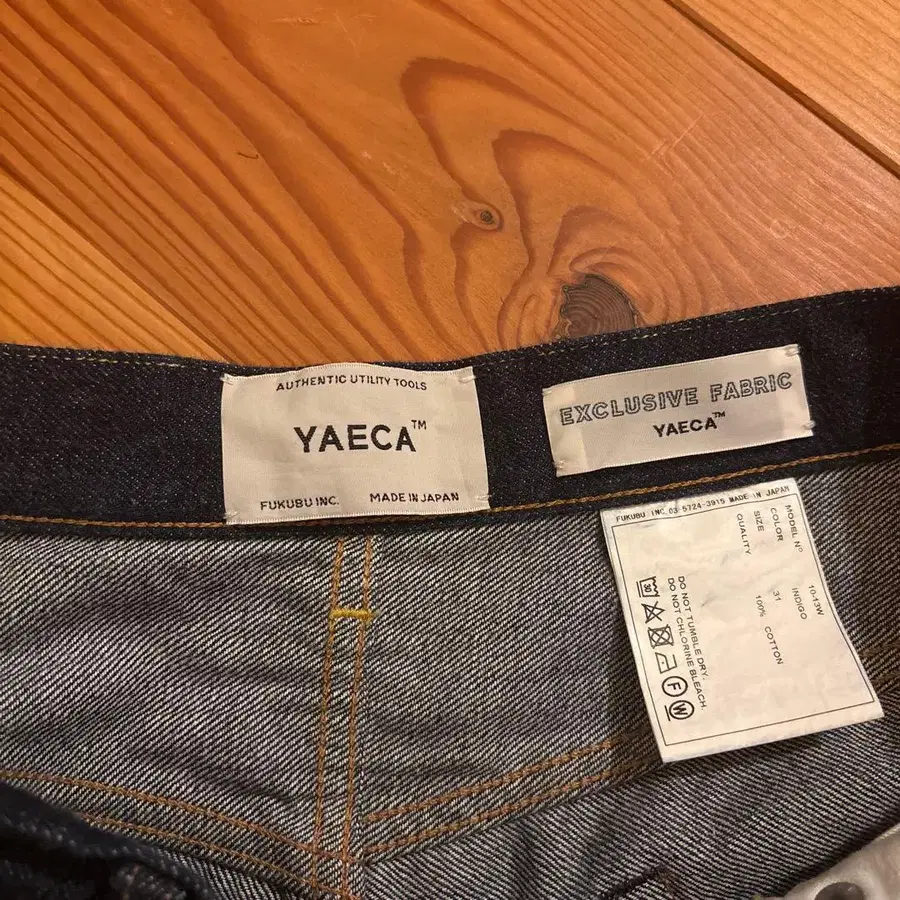 AUTHENTIC UTILITY TOOLS
YAECA™
FUKUBU INC. MADE IN JAPAN
EXCLUSIVE FABRIC
YAECA™
FUKUBU INC. 03-5724-3915 MADE IN JAPAN
MODEL Nº 10-13W
COLOR INDIGO
SIZE 31
QUALITY 100% COTTON
DO NOT TUMBLE DRY.
DO NOT CHLORINE BLEACH.
30 F W